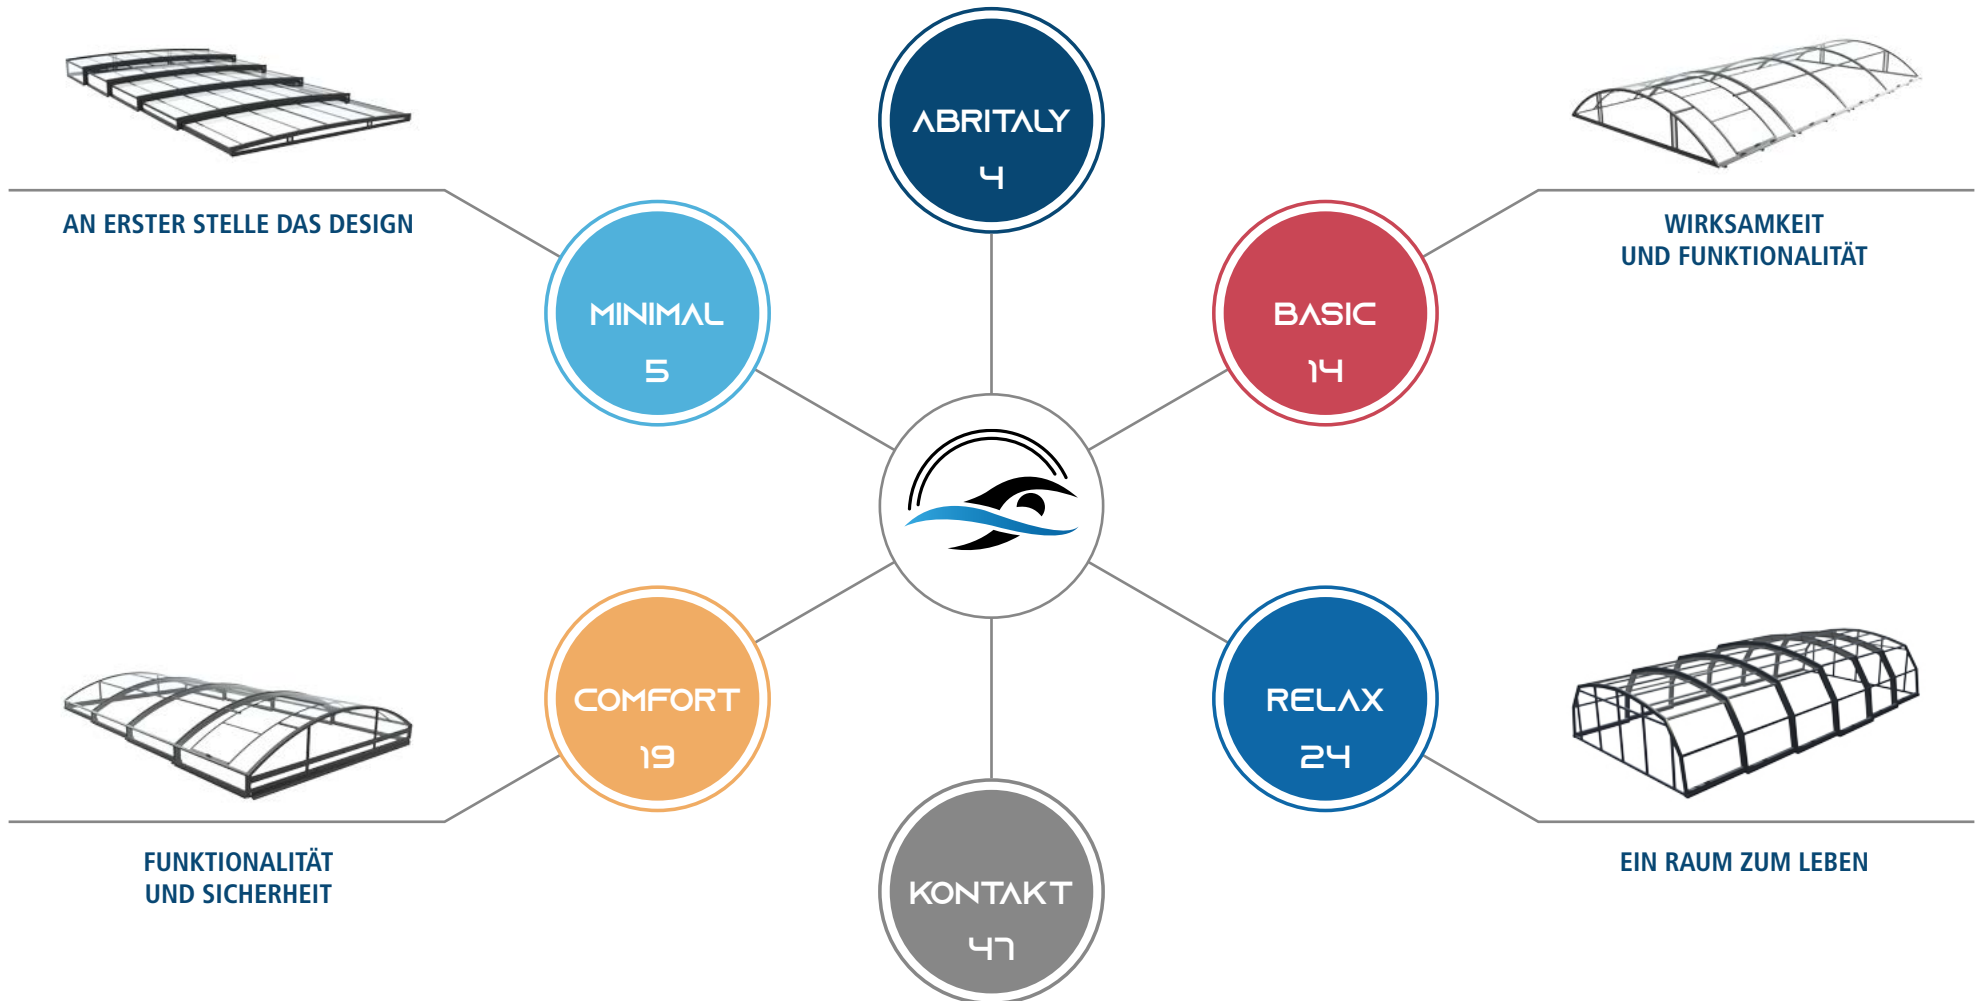 ABRITALY
4
AN ERSTER STELLE DAS DESIGN
MINIMAL
5
WIRKSAMKEIT
UND FUNKTIONALITÄT
BASIC
14
COMFORT
19
FUNKTIONALITÄT
UND SICHERHEIT
RELAX
24
EIN RAUM ZUM LEBEN
KONTAKT
47